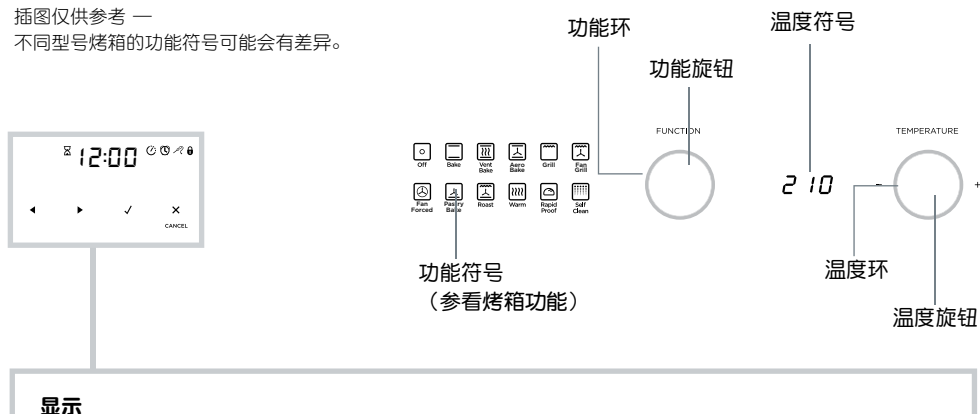 插图仅供参考 —
不同型号烤箱的功能符号可能会有差异。
功能环
功能旋钮
温度符号
FUNCTION
TEMPERATURE
12:00
CANCEL
Off
Bake
Vent Bake
Aero Bake
Grill
Fan Grill
Fan Forced
Pastry Bake
Roast
Warm
Rapid Proof
Self Clean
210
-
+
功能符号
（参看烤箱功能）
温度环
温度旋钮
显示